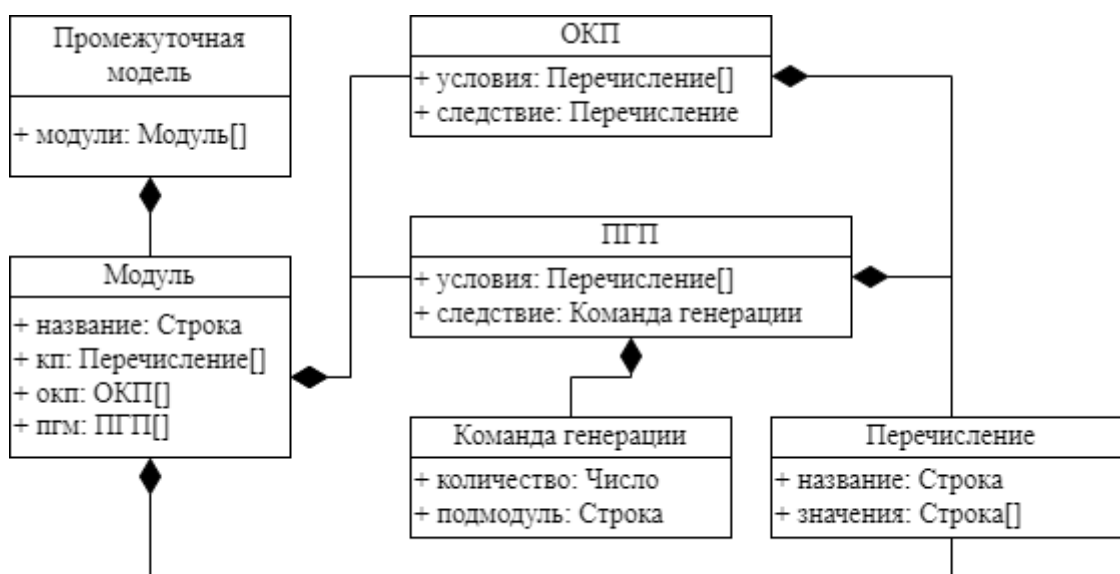 Промежуточная
модель
+ модули: Модуль[]
ОКП
+ условия: Перечисление[]
+ следствие: Перечисление
Модуль
+ название: Строка
+ кп: Перечисление[]
+ окп: ОКП[]
+ пгм: ПГП[]
ПГП
+ условия: Перечисление[]
+ следствие: Команда генерации
Команда генерации
+ количество: Число
+ подмодуль: Строка
Перечисление
+ название: Строка
+ значения: Строка[]